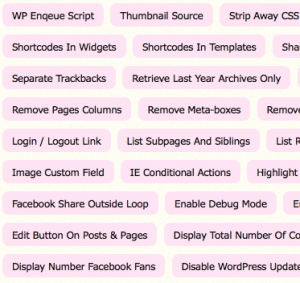 WP Enqeue Script Thumbnail Source Strip Away CSS
Shortcodes In Widgets Shortcodes In Templates Sha
Separate Trackbacks Retrieve Last Year Archives Only
Remove Pages Columns Remove Meta-boxes Remove
Login / Logout Link List Subpages And Siblings List R
Image Custom Field IE Conditional Actions Highlight
Facebook Share Outside Loop Enable Debug Mode E
Edit Button On Posts & Pages Display Total Number Of Co
Display Number Facebook Fans Disable WordPress Update